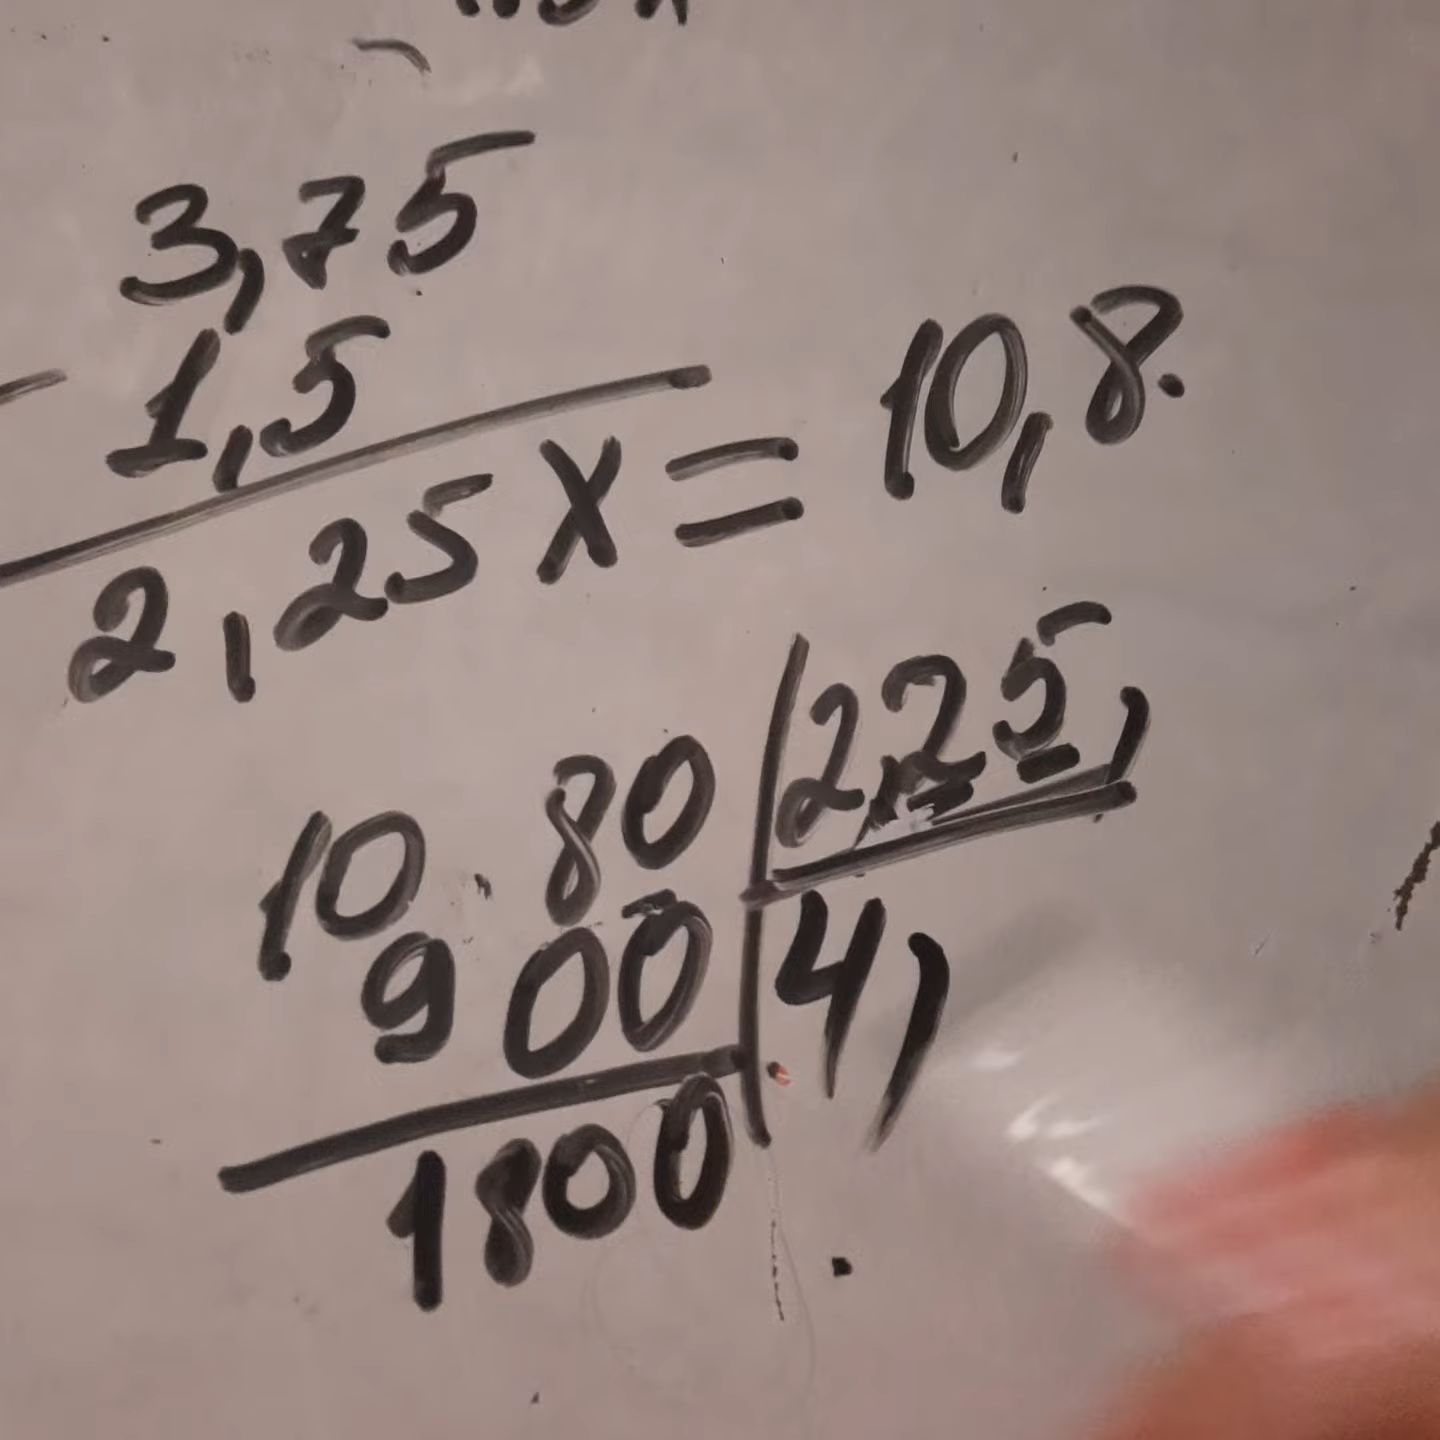 3,75
- 1,5
2,25 x = 10,8.
10.80 | 225,
900 | 4,
1800